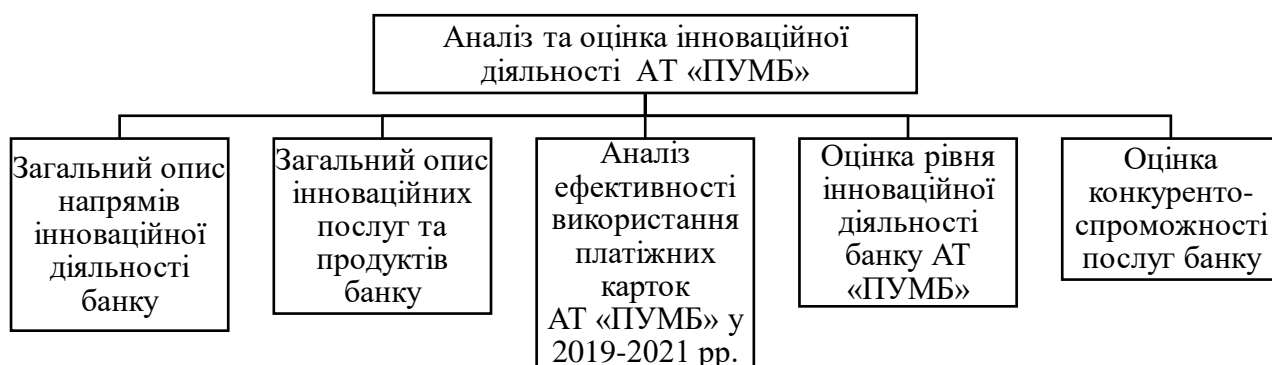 Аналіз та оцінка інноваційної
діяльності АТ «ПУМБ»
Загальний опис
напрямів
інноваційної
діяльності
банку
Загальний опис
інноваційних
послуг та
продуктів
банку
Аналіз
ефективності
використання
платіжних
карток
АТ «ПУМБ» у
2019-2021 рр.
Оцінка рівня
інноваційної
діяльності
банку АТ
«ПУМБ»
Оцінка
конкуренто-
спроможності
послуг банку